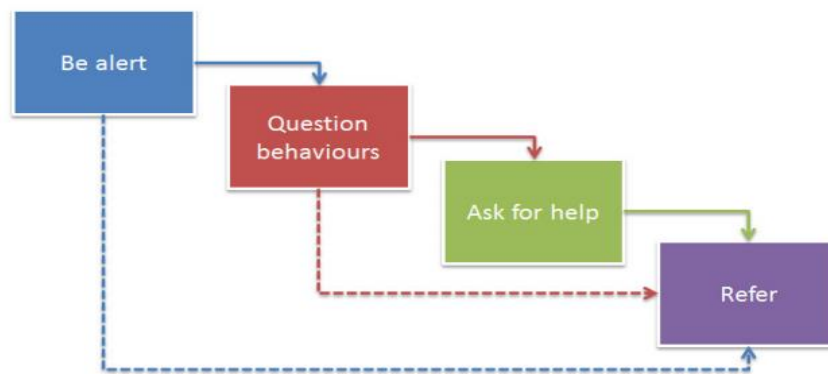 Be alert
Question
behaviours
Ask for help
Refer